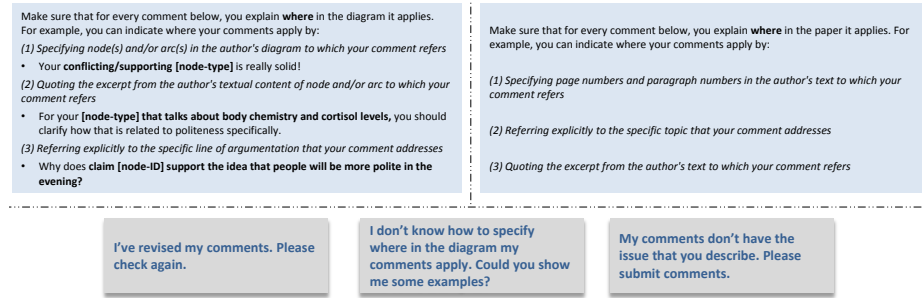 Make sure that for every comment below, you explain where in the diagram it applies.
For example, you can indicate where your comments apply by:
(1) Specifying node(s) and/or arc(s) in the author's diagram to which your comment refers
• Your conflicting/supporting [node-type] is really solid!
(2) Quoting the excerpt from the author's textual content of node and/or arc to which your
comment refers
• For your [node-type] that talks about body chemistry and cortisol levels, you should
clarify how that is related to politeness specifically.
(3) Referring explicitly to the specific line of argumentation that your comment addresses
• Why does claim [node-ID] support the idea that people will be more polite in the
evening?
Make sure that for every comment below, you explain where in the paper it applies. For
example, you can indicate where your comments apply by:
(1) Specifying page numbers and paragraph numbers in the author's text to which your
comment refers
(2) Referring explicitly to the specific topic that your comment addresses
(3) Quoting the excerpt from the author's text to which your comment refers
I've revised my comments. Please
check again.
I don't know how to specify
where in the diagram my
comments apply. Could you show
me some examples?
My comments don't have the
issue that you describe. Please
submit comments.